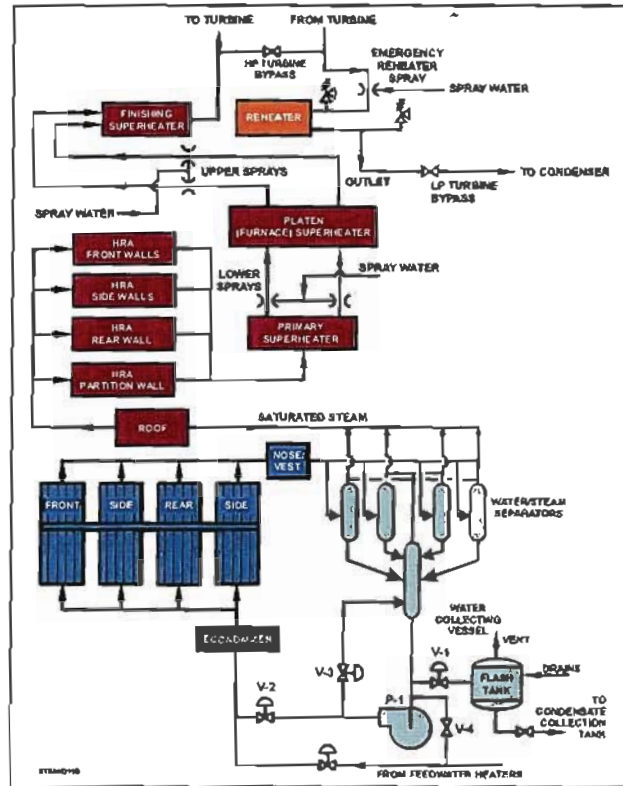 TO TURBINE
FROM TURBINE
HP TURBINE
BYPASS
EMERGENCY
REHEATER
SPRAY
SPRAY WATER
FINISHING
SUPERHEATER
REHEATER
UPPER SPRAYS
OUTLET
LP TURBINE
BYPASS
TO CONDENSER
SPRAY WATER
PLATEN
(FURNACE) SUPERHEATER
HRA
FRONT WALLS
HRA
SIDE WALLS
HRA
REAR WALL
HRA
PARTITION WALL
LOWER
SPRAYS
SPRAY WATER
PRIMARY
SUPERHEATER
ROOF
SATURATED STEAM
NOSE/
VEST
FRONT
SIDE
REAR
SIDE
WATER/STEAM
SEPARATORS
ECONOMIZER
WATER
COLLECTING
VESSEL
VENT
DRAINS
FLASH
TANK
V-3
V-2
P-1
V-4
TO
CONDENSATE
COLLECTION
TANK
FROM FEEDWATER HEATERS